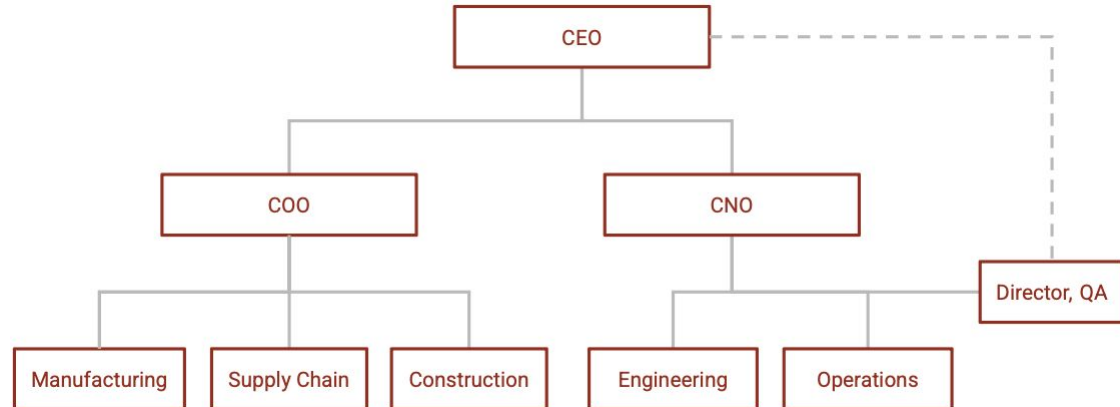 CEO
COO
CNO
Director, QA
Manufacturing
Supply Chain
Construction
Engineering
Operations